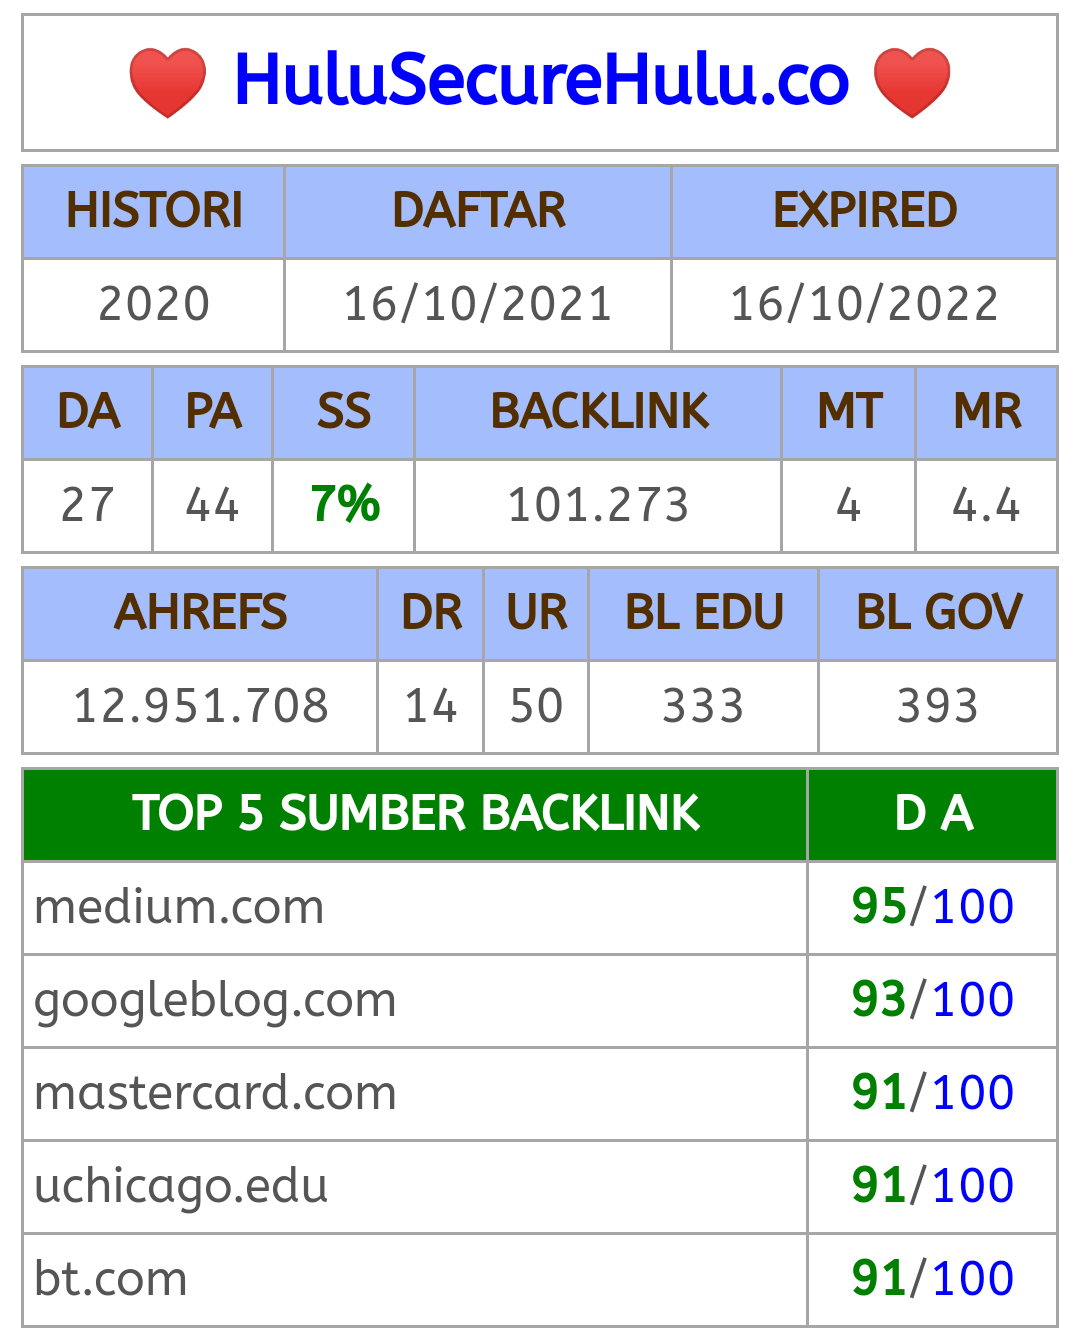 HuluSecureHulu.co
HISTORI DAFTAR EXPIRED
2020 16/10/2021 16/10/2022
DA PA SS BACKLINK MT MR
27 44 7% 101.273 4 4.4
AHREFS DR UR BL EDU BL GOV
12.951.708 14 50 333 393
TOP 5 SUMBER BACKLINK D A
medium.com 95/100
googleblog.com 93/100
mastercard.com 91/100
uchicago.edu 91/100
bt.com 91/100